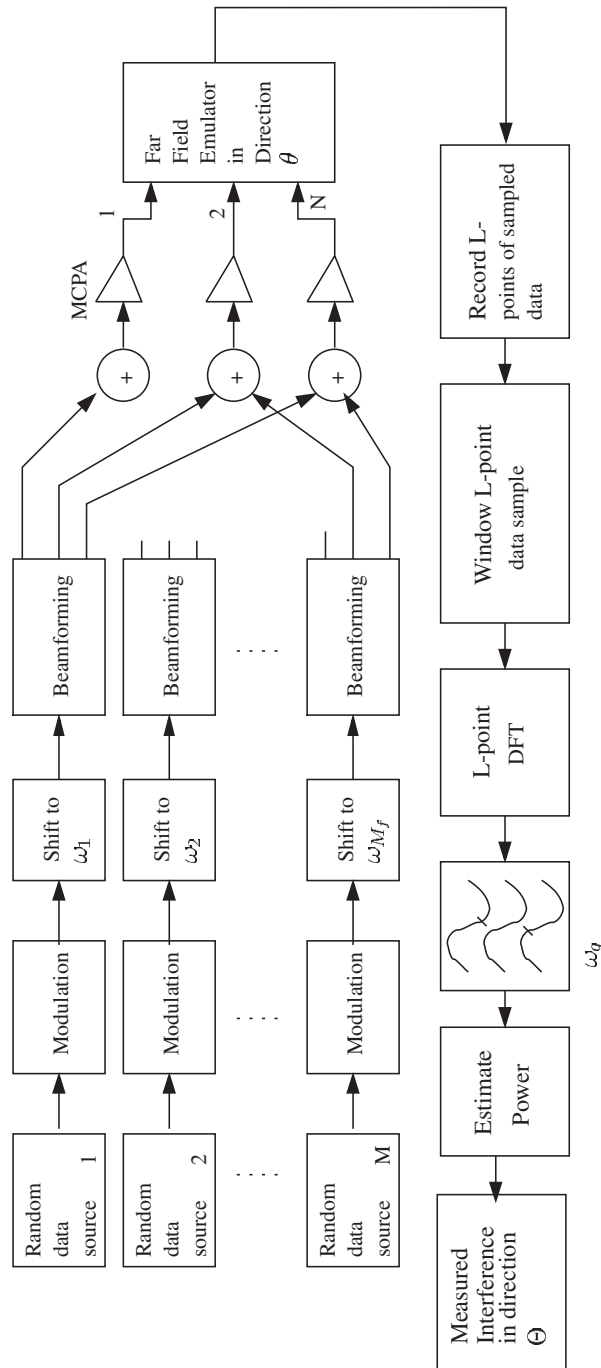 Random
data
source 1
Modulation
Shift to
ω1
Beamforming
Random
data
source 2
Modulation
Shift to
ω2
Beamforming
. . . .
. . . .
. . . .
Random
data
source M
Modulation
Shift to
ωMf
Beamforming
+
+
+
MCPA
1
2
N
Far
Field
Emulator
in
Direction
θ
Record L-
points of sampled
data
Window L-point
data sample
L-point
DFT
ωq
Estimate
Power
Measured
Interference
in direction
Θ